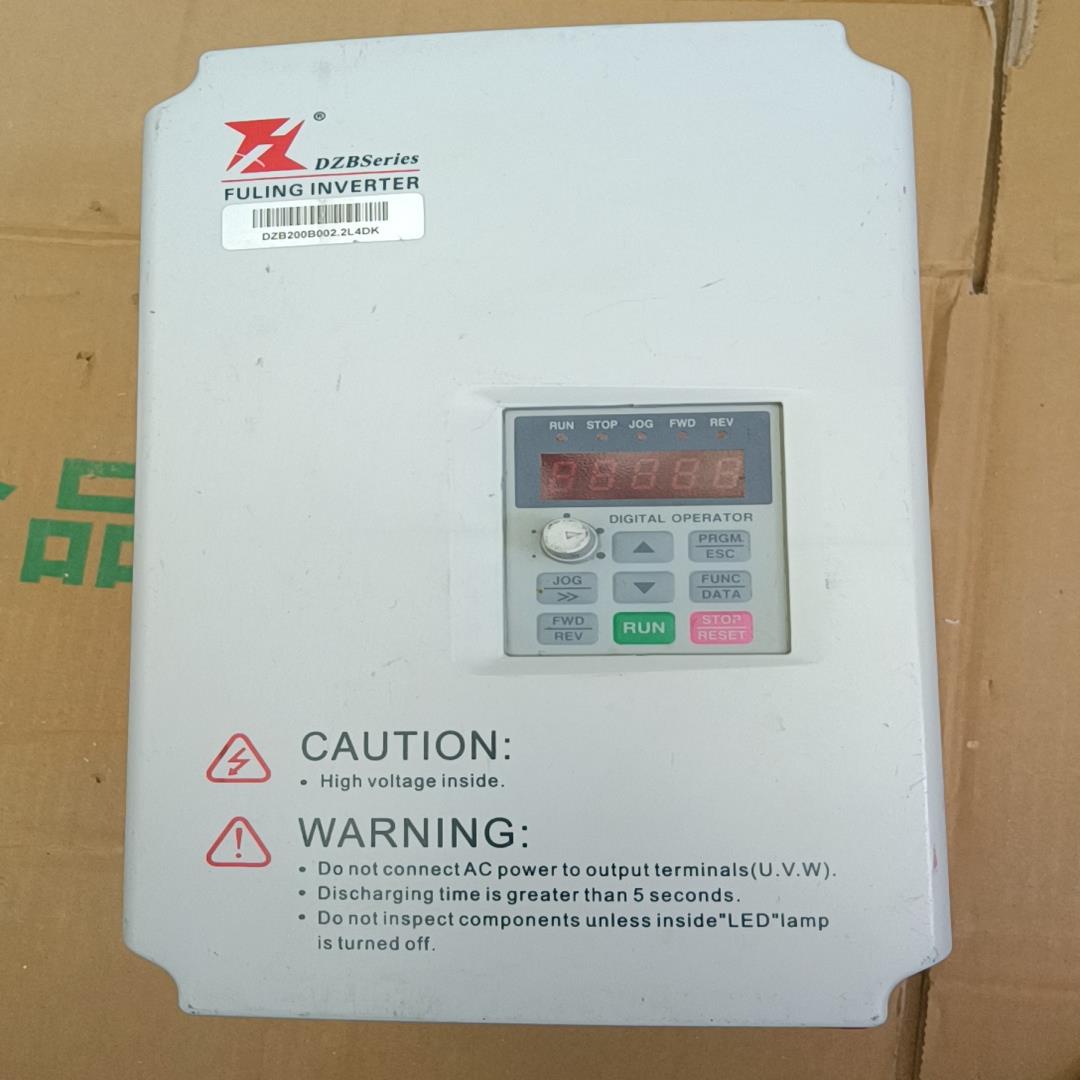 ®
DZBSeries
FULING INVERTER
DZB200B002.2L4DK
RUN STOP JOG FWD REV
DIGITAL OPERATOR
PRGM
ESC
JOG
>>
FUNC
DATA
FWD
REV
RUN
STOP
RESET
CAUTION:
• High voltage inside.
WARNING:
• Do not connect AC power to output terminals(U.V.W).
• Discharging time is greater than 5 seconds.
• Do not inspect components unless inside"LED"lamp
is turned off.
品